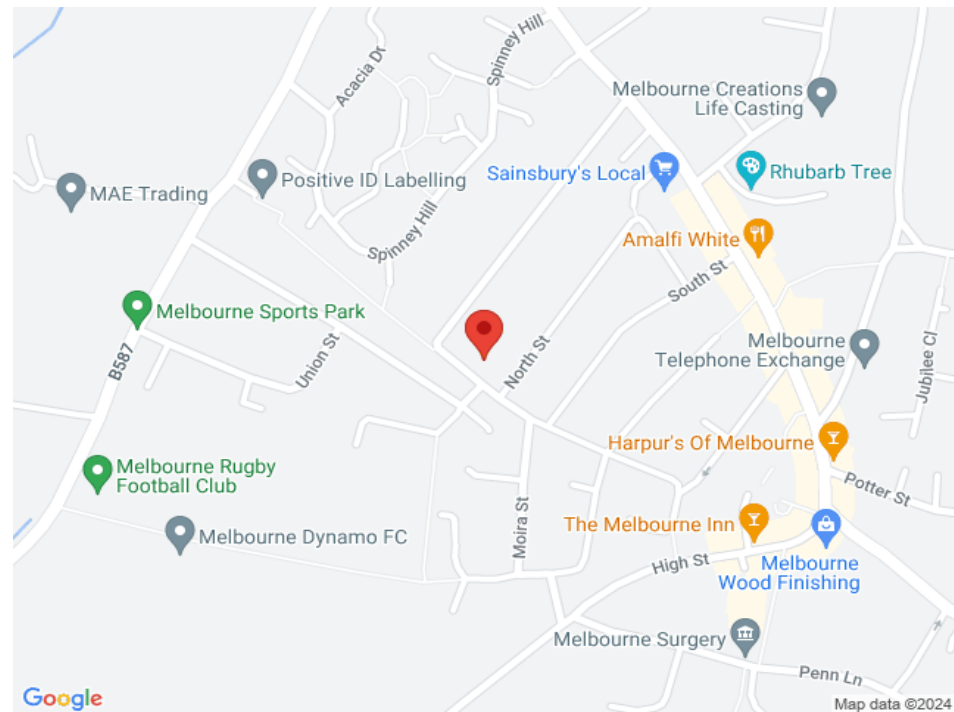 Spinney Hill
Acacia Dr
Melbourne Creations
Life Casting
Sainsbury's Local
Rhubarb Tree
MAE Trading
Positive ID Labelling
Spinney Hill
Amalfi White
South St
Melbourne Sports Park
B587
Union St
North St
Melbourne
Telephone Exchange
Jubilee Cl
Harpur's Of Melbourne
Melbourne Rugby
Football Club
Potter St
Moira St
The Melbourne Inn
Melbourne Dynamo FC
High St
Melbourne
Wood Finishing
Melbourne Surgery
Penn Ln
Google
Map data ©2024